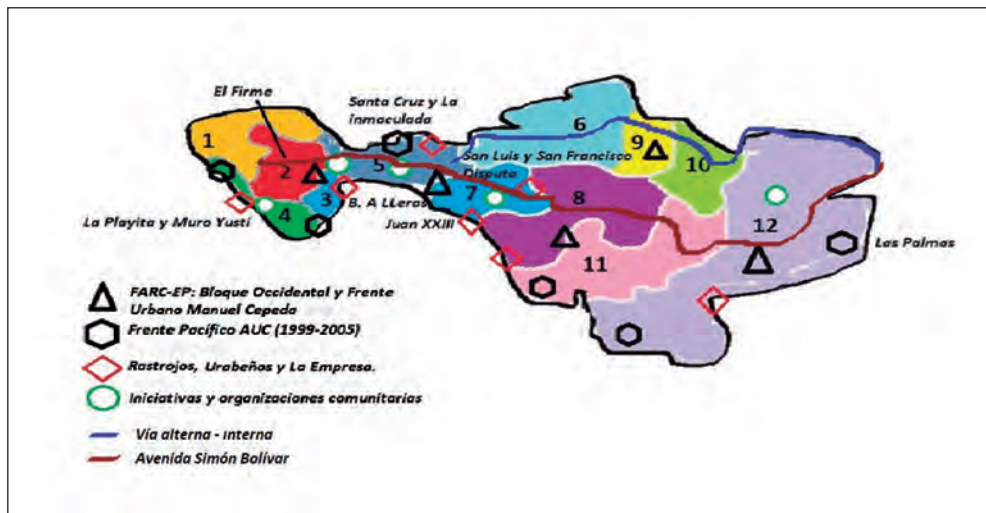 El Firme
Santa Cruz y La
inmaculada
1
2
3
4
5
6
7
8
9
10
11
12
San Luis y San Francisco
Disputa
B. A LLeras
Juan XXIII
La Playita y Muro Yusti
Las Palmas
FARC-EP: Bloque Occidental y Frente
Urbano Manuel Cepeda
Frente Pacífico AUC (1999-2005)
Rastrojos, Urabeños y La Empresa.
Iniciativas y organizaciones comunitarias
Vía alterna - interna
Avenida Simón Bolívar